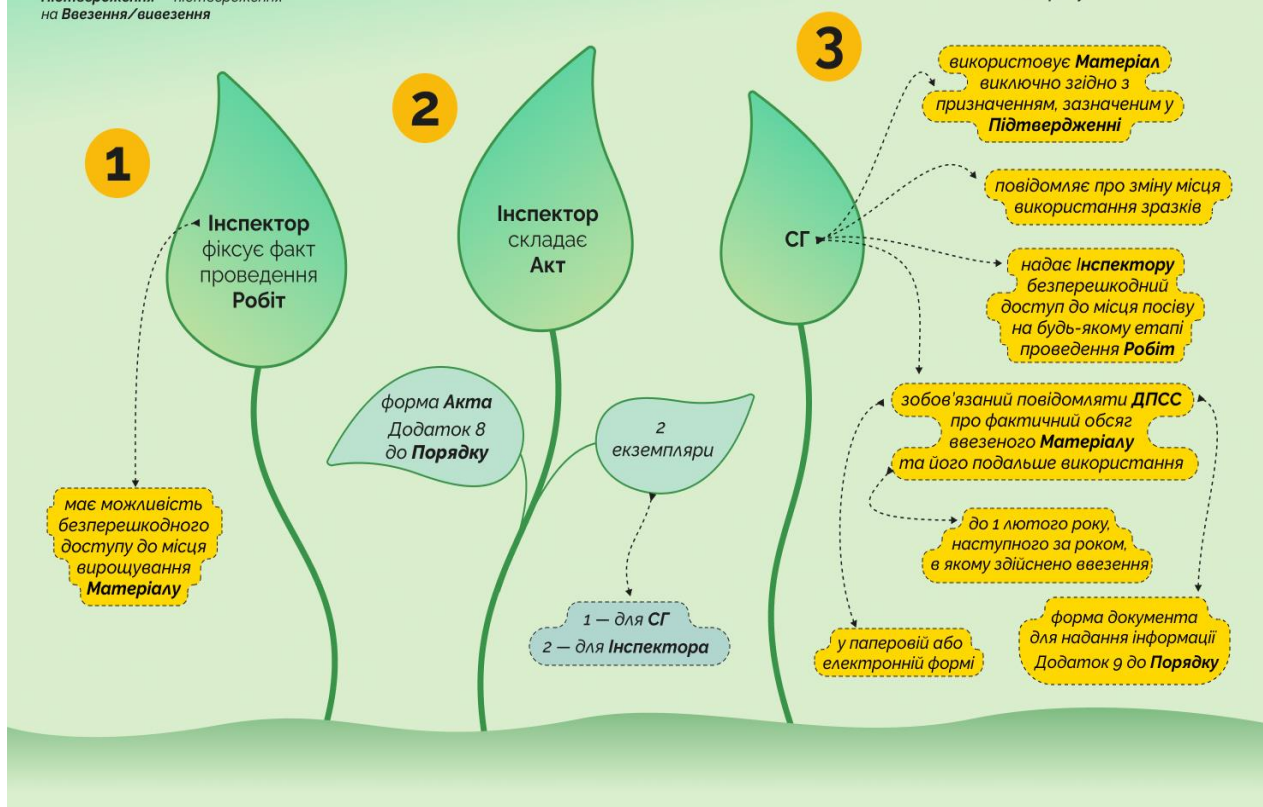 на Ввезення/вивезення
1
Інспектор
фіксує факт
проведення
Робіт
має можливість
безперешкодного
доступу до місця
вирощування
Матеріалу
2
Інспектор
складає
Акт
форма Акта
Додаток 8
до Порядку
2
екземпляри
1 — для СГ
2 — для Інспектора
3
СГ
використовує Матеріал
виключно згідно з
призначенням, зазначеним у
Підтвердженні
повідомляє про зміну місця
використання зразків
надає Інспектору
безперешкодний
доступ до місця посіву
на будь-якому етапі
проведення Робіт
зобов’язаний повідомляти ДПСС
про фактичний обсяг
ввезеного Матеріалу
та його подальше використання
до 1 лютого року,
наступного за роком,
в якому здійснено ввезення
у паперовій або
електронній формі
форма документа
для надання інформації
Додаток 9 до Порядку